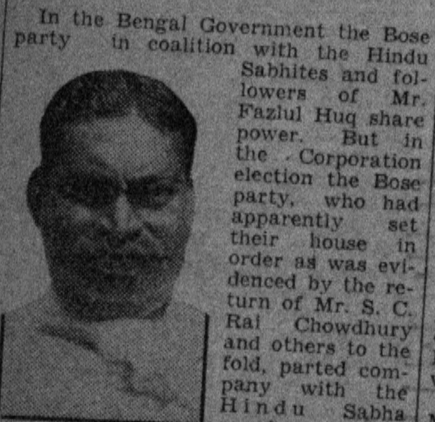 In the Bengal Government the Bose
party in coalition with the Hindu
Sabhites and fol-
lowers of Mr.
Fazlul Huq share
power. But in
the Corporation
election the Bose
party, who had
apparently set
their house in
order as was evi-
denced by the re-
turn of Mr. S. C.
Rai Chowdhury
and others to the
fold, parted com-
pany with the
Hindu Sabha